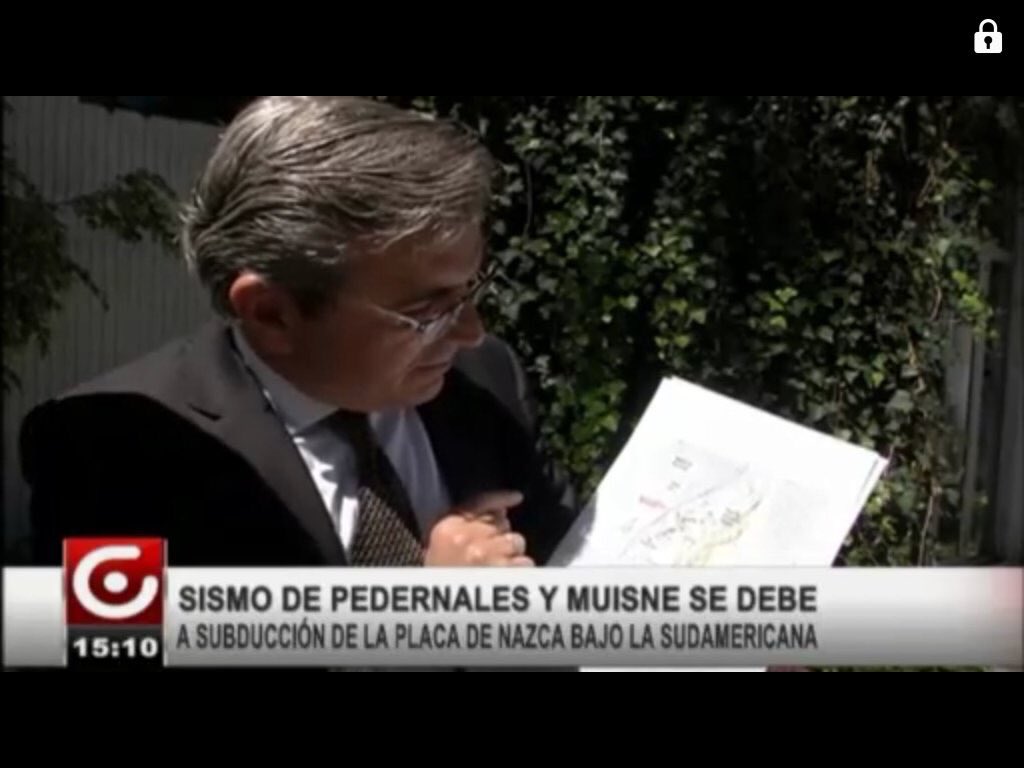 SISMO DE PEDERNALES Y MUISNE SE DEBE
A SUBDUCCIÓN DE LA PLACA DE NAZCA BAJO LA SUDAMERICANA
15:10